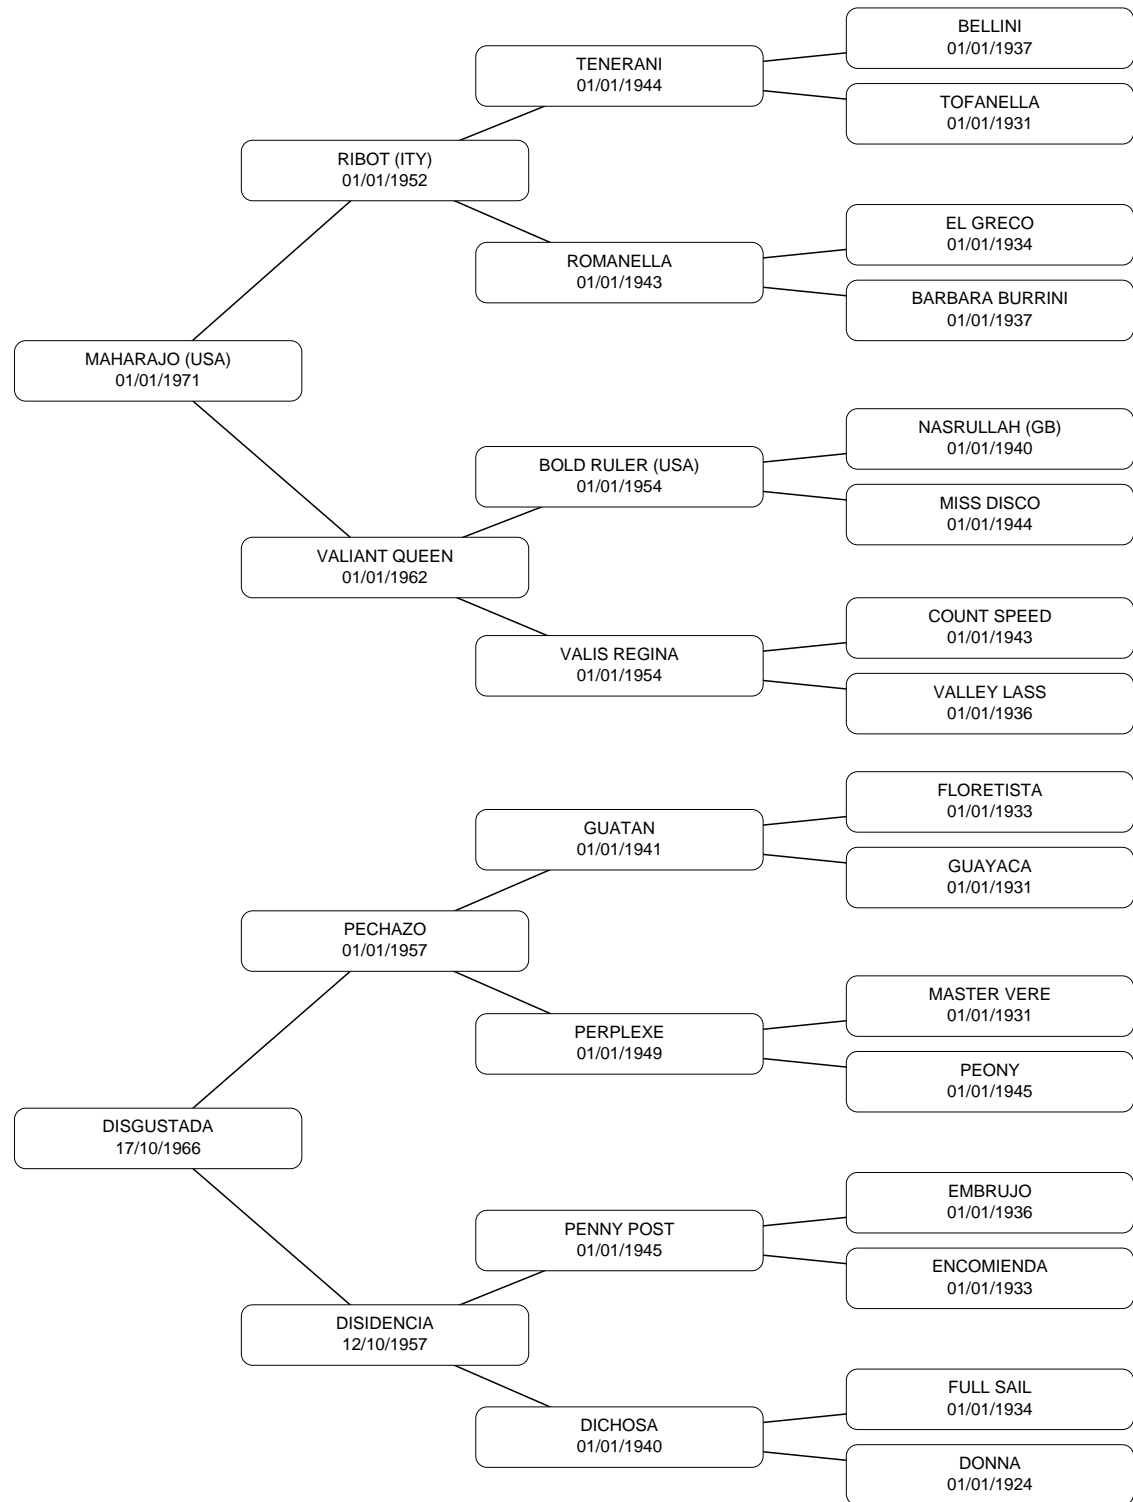 BELLINI
01/01/1937
TENERANI
01/01/1944
TOFANELLA
01/01/1931
RIBOT (ITY)
01/01/1952
EL GRECO
01/01/1934
ROMANELLA
01/01/1943
BARBARA BURRINI
01/01/1937
MAHARAJO (USA)
01/01/1971
NASRULLAH (GB)
01/01/1940
BOLD RULER (USA)
01/01/1954
MISS DISCO
01/01/1944
VALIANT QUEEN
01/01/1962
COUNT SPEED
01/01/1943
VALIS REGINA
01/01/1954
VALLEY LASS
01/01/1936
FLORETISTA
01/01/1933
GUATAN
01/01/1941
GUAYACA
01/01/1931
PECHAZO
01/01/1957
MASTER VERE
01/01/1931
PERPLEXE
01/01/1949
PEONY
01/01/1945
DISGUSTADA
17/10/1966
EMBRUJO
01/01/1936
PENNY POST
01/01/1945
ENCOMIENDA
01/01/1933
DISIDENCIA
12/10/1957
FULL SAIL
01/01/1934
DICHOSA
01/01/1940
DONNA
01/01/1924